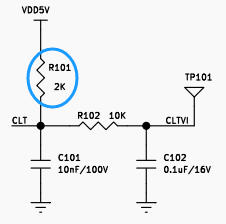 VDD5V
R101
2K
TP101
R102 10K
CLT
CLTVI
C101
10nF/100V
C102
0.1uF/16V